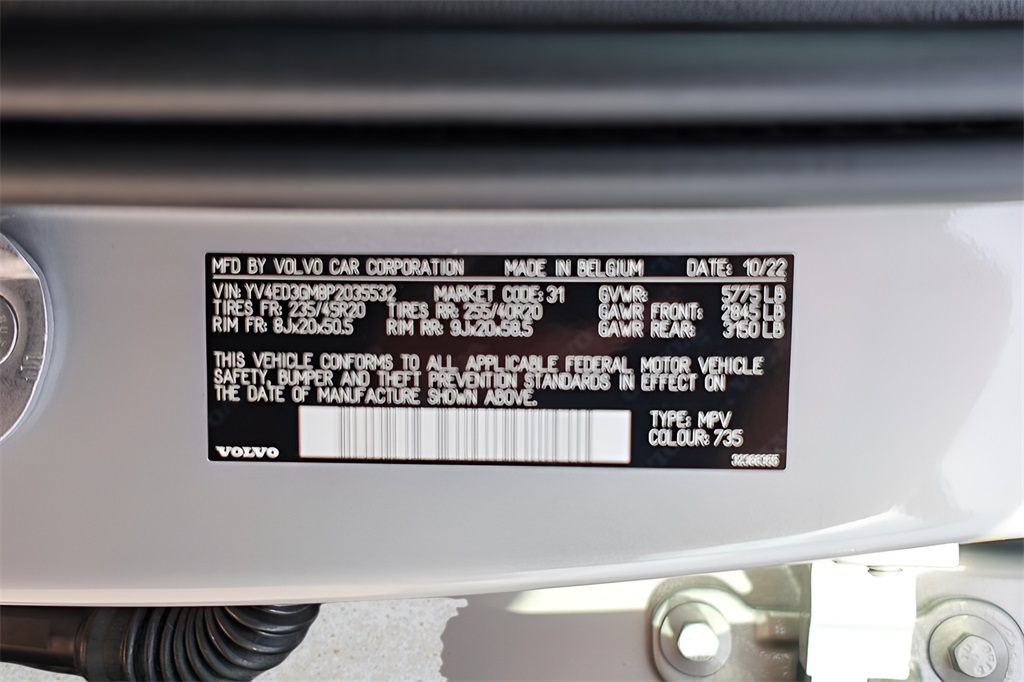 MFD BY VOLVO CAR CORPORATION MADE IN BELGIUM DATE: 10/22
VIN: YV4ED3GMBP2035532 MARKET CODE: 31 GVWR: 5775 LB
TIRES FR: 235/45R20 TIRES RR: 255/40R20 GAWR FRONT: 2845 LB
RIM FR: 8Jx20x50.5 RIM RR: 9Jx20x58.5 GAWR REAR: 3150 LB
THIS VEHICLE CONFORMS TO ALL APPLICABLE FEDERAL MOTOR VEHICLE
SAFETY, BUMPER AND THEFT PREVENTION STANDARDS IN EFFECT ON
THE DATE OF MANUFACTURE SHOWN ABOVE.
TYPE: MPV
COLOUR: 735
VOLVO